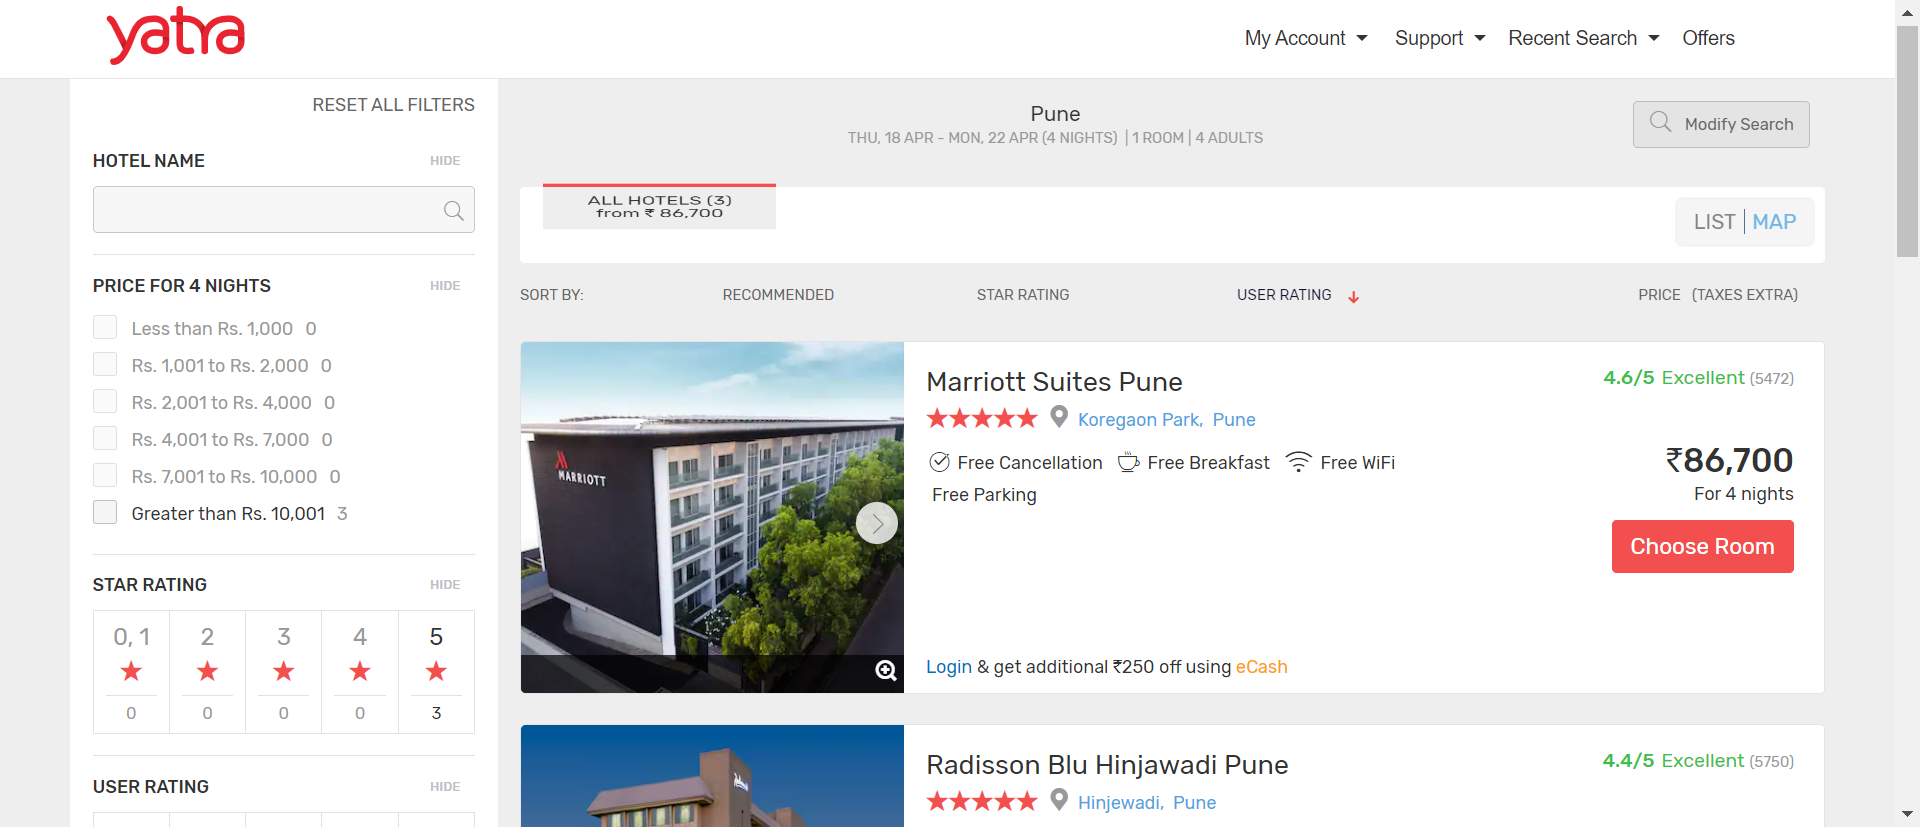 yatra
My Account
Support
Recent Search
Offers
RESET ALL FILTERS
HOTEL NAME HIDE
PRICE FOR 4 NIGHTS HIDE
Less than Rs. 1,000 0
Rs. 1,001 to Rs. 2,000 0
Rs. 2,001 to Rs. 4,000 0
Rs. 4,001 to Rs. 7,000 0
Rs. 7,001 to Rs. 10,000 0
Greater than Rs. 10,001 3
STAR RATING HIDE
0, 1 2 3 4 5
0 0 0 0 3
USER RATING HIDE
Pune
THU, 18 APR - MON, 22 APR (4 NIGHTS) | 1 ROOM | 4 ADULTS
Modify Search
ALL HOTELS (3)
from ₹ 86,700
LIST | MAP
SORT BY: RECOMMENDED STAR RATING USER RATING PRICE (TAXES EXTRA)
MARRIOTT
Marriott Suites Pune
4.6/5 Excellent (5472)
Koregaon Park, Pune
Free Cancellation Free Breakfast Free WiFi
Free Parking
₹86,700
For 4 nights
Choose Room
Login & get additional ₹250 off using eCash
Radisson
Radisson Blu Hinjawadi Pune
4.4/5 Excellent (5750)
Hinjewadi, Pune